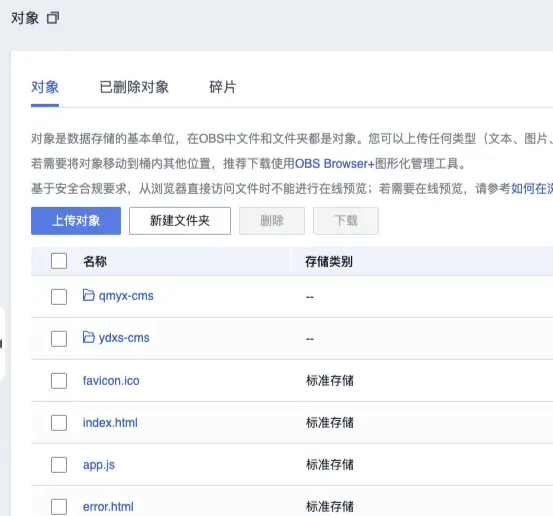 对象
对象 已删除对象 碎片
对象是数据存储的基本单位，在OBS中文件和文件夹都是对象。您可以上传任何类型（文本、图片、
若需要将对象移动到桶内其他位置，推荐下载使用OBS Browser+图形化管理工具。
基于安全合规要求，从浏览器直接访问文件时不能进行在线预览；若需要在线预览，请参考如何在浏
上传对象 新建文件夹 删除 下载
名称 存储类别
qmyx-cms --
ydxs-cms --
favicon.ico 标准存储
index.html 标准存储
app.js 标准存储
error.html 标准存储